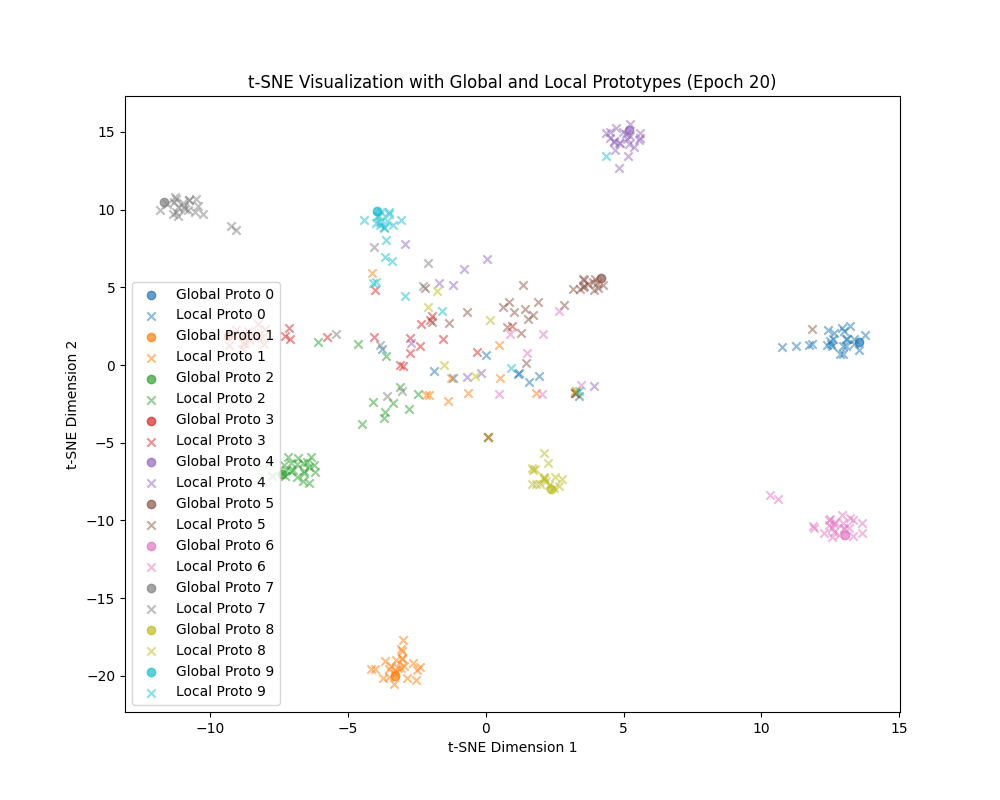 t-SNE Visualization with Global and Local Prototypes (Epoch 20)
15
10
5
0
−5
−10
−15
−20
t-SNE Dimension 2
Global Proto 0
Local Proto 0
Global Proto 1
Local Proto 1
Global Proto 2
Local Proto 2
Global Proto 3
Local Proto 3
Global Proto 4
Local Proto 4
Global Proto 5
Local Proto 5
Global Proto 6
Local Proto 6
Global Proto 7
Local Proto 7
Global Proto 8
Local Proto 8
Global Proto 9
Local Proto 9
−10 −5 0 5 10 15
t-SNE Dimension 1